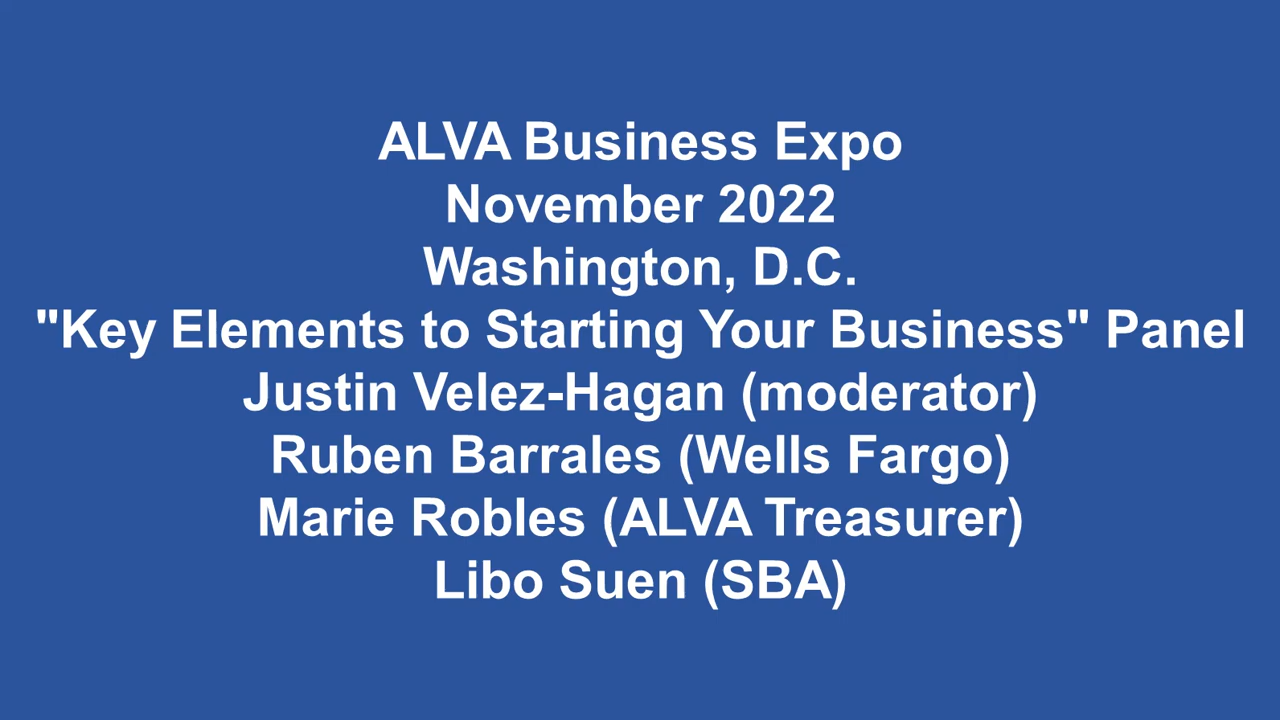 ALVA Business Expo
November 2022
Washington, D.C.
"Key Elements to Starting Your Business" Panel
Justin Velez-Hagan (moderator)
Ruben Barrales (Wells Fargo)
Marie Robles (ALVA Treasurer)
Libo Suen (SBA)